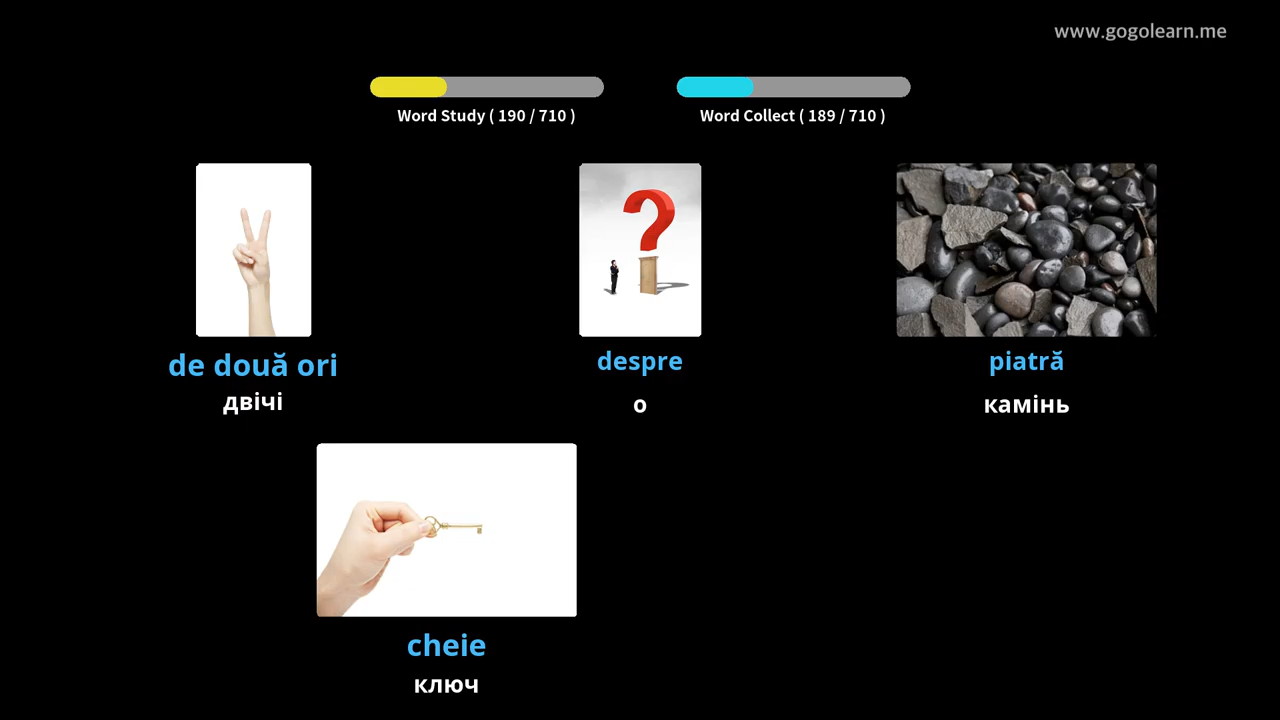 www.gogolearn.me
Word Study ( 190 / 710 )
Word Collect ( 189 / 710 )
de două ori
двічі
despre
о
piatră
камінь
cheie
ключ